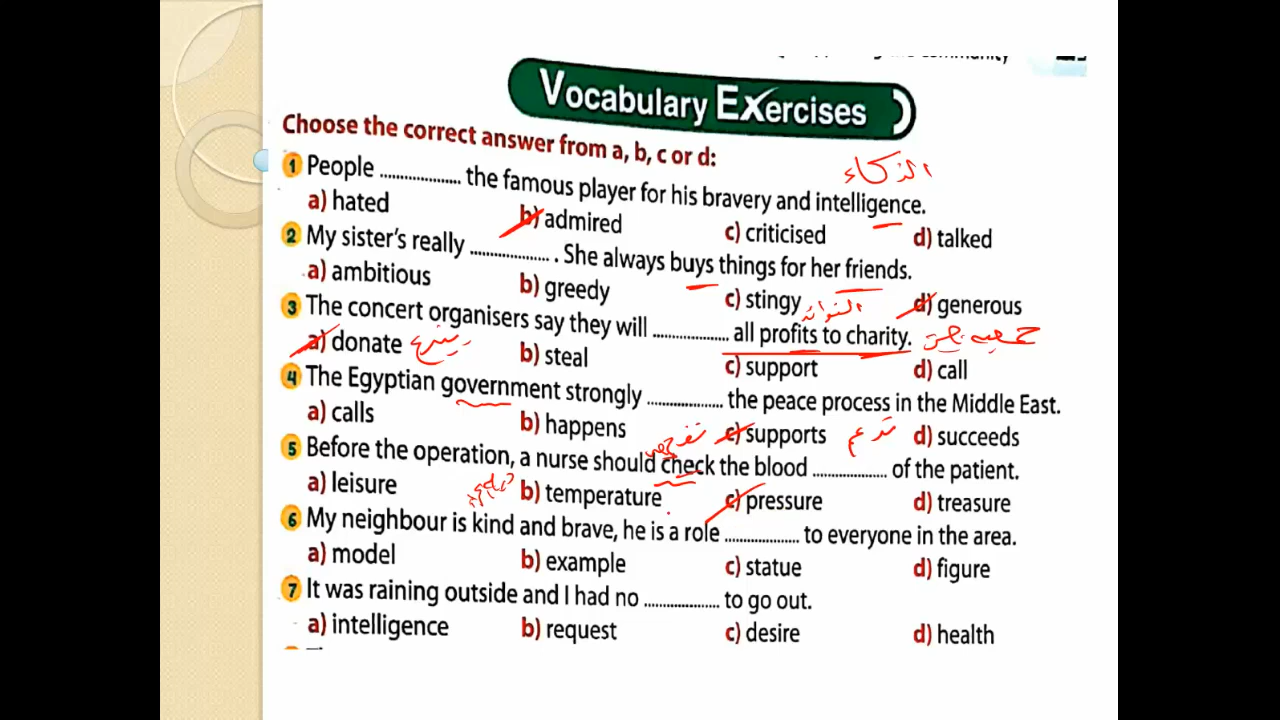 Vocabulary Exercises
Choose the correct answer from a, b, c or d:
1 People .................... the famous player for his bravery and intelligence.
الذكاء
a) hated b) admired c) criticised d) talked
2 My sister's really .................... . She always buys things for her friends.
a) ambitious b) greedy c) stingy d) generous
3 The concert organisers say they will .................... all profits to charity.
a) donate b) steal c) support d) call
4 The Egyptian government strongly .................... the peace process in the Middle East.
a) calls b) happens c) supports تدعم d) succeeds
5 Before the operation, a nurse should check the blood .................... of the patient.
a) leisure b) temperature c) pressure d) treasure
6 My neighbour is kind and brave, he is a role .................... to everyone in the area.
a) model b) example c) statue d) figure
7 It was raining outside and I had no .................... to go out.
a) intelligence b) request c) desire d) health